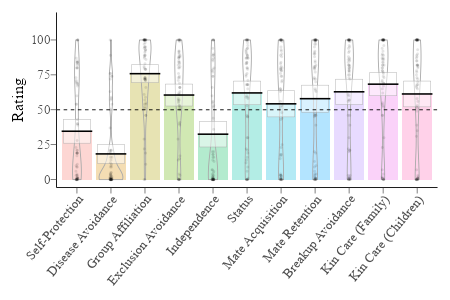 Rating
100
75
50
25
0
Self-Protection
Disease Avoidance
Group Affiliation
Exclusion Avoidance
Independence
Status
Mate Acquisition
Mate Retention
Breakup Avoidance
Kin Care (Family)
Kin Care (Children)